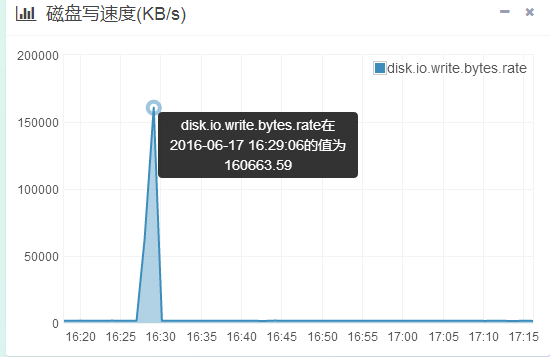 磁盘写速度(KB/s)
200000
disk.io.write.bytes.rate
150000
disk.io.write.bytes.rate在
2016-06-17 16:29:06的值为
160663.59
100000
50000
0
16:20 16:25 16:30 16:35 16:40 16:45 16:50 16:55 17:00 17:05 17:10 17:15